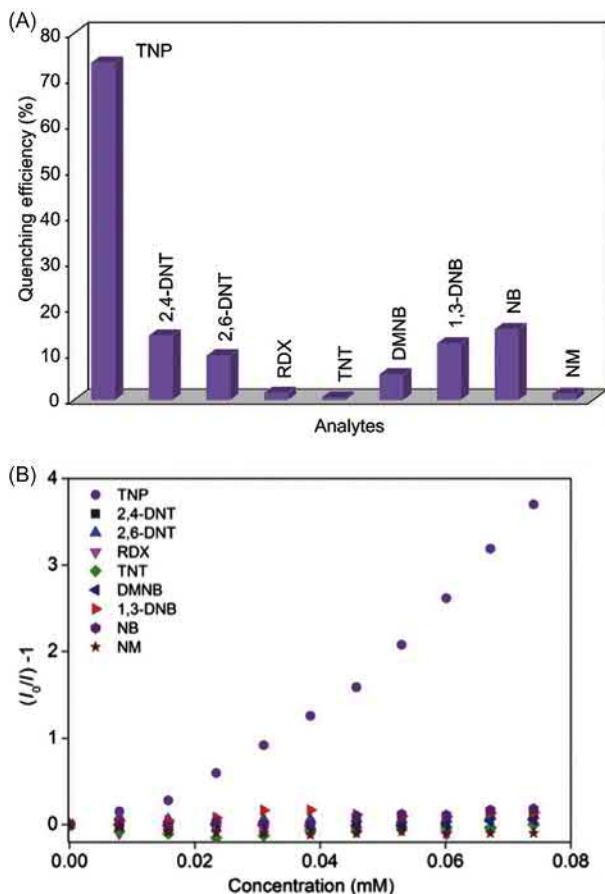 (A)
Quenching efficiency (%)
80
70
60
50
40
30
20
10
0
TNP
2,4-DNT
2,6-DNT
RDX
TNT
DMNB
1,3-DNB
NB
NM
Analytes
(B)
(I₀/I) -1
4
3
2
1
0
TNP
2,4-DNT
2,6-DNT
RDX
TNT
DMNB
1,3-DNB
NB
NM
0.00 0.02 0.04 0.06 0.08
Concentration (mM)